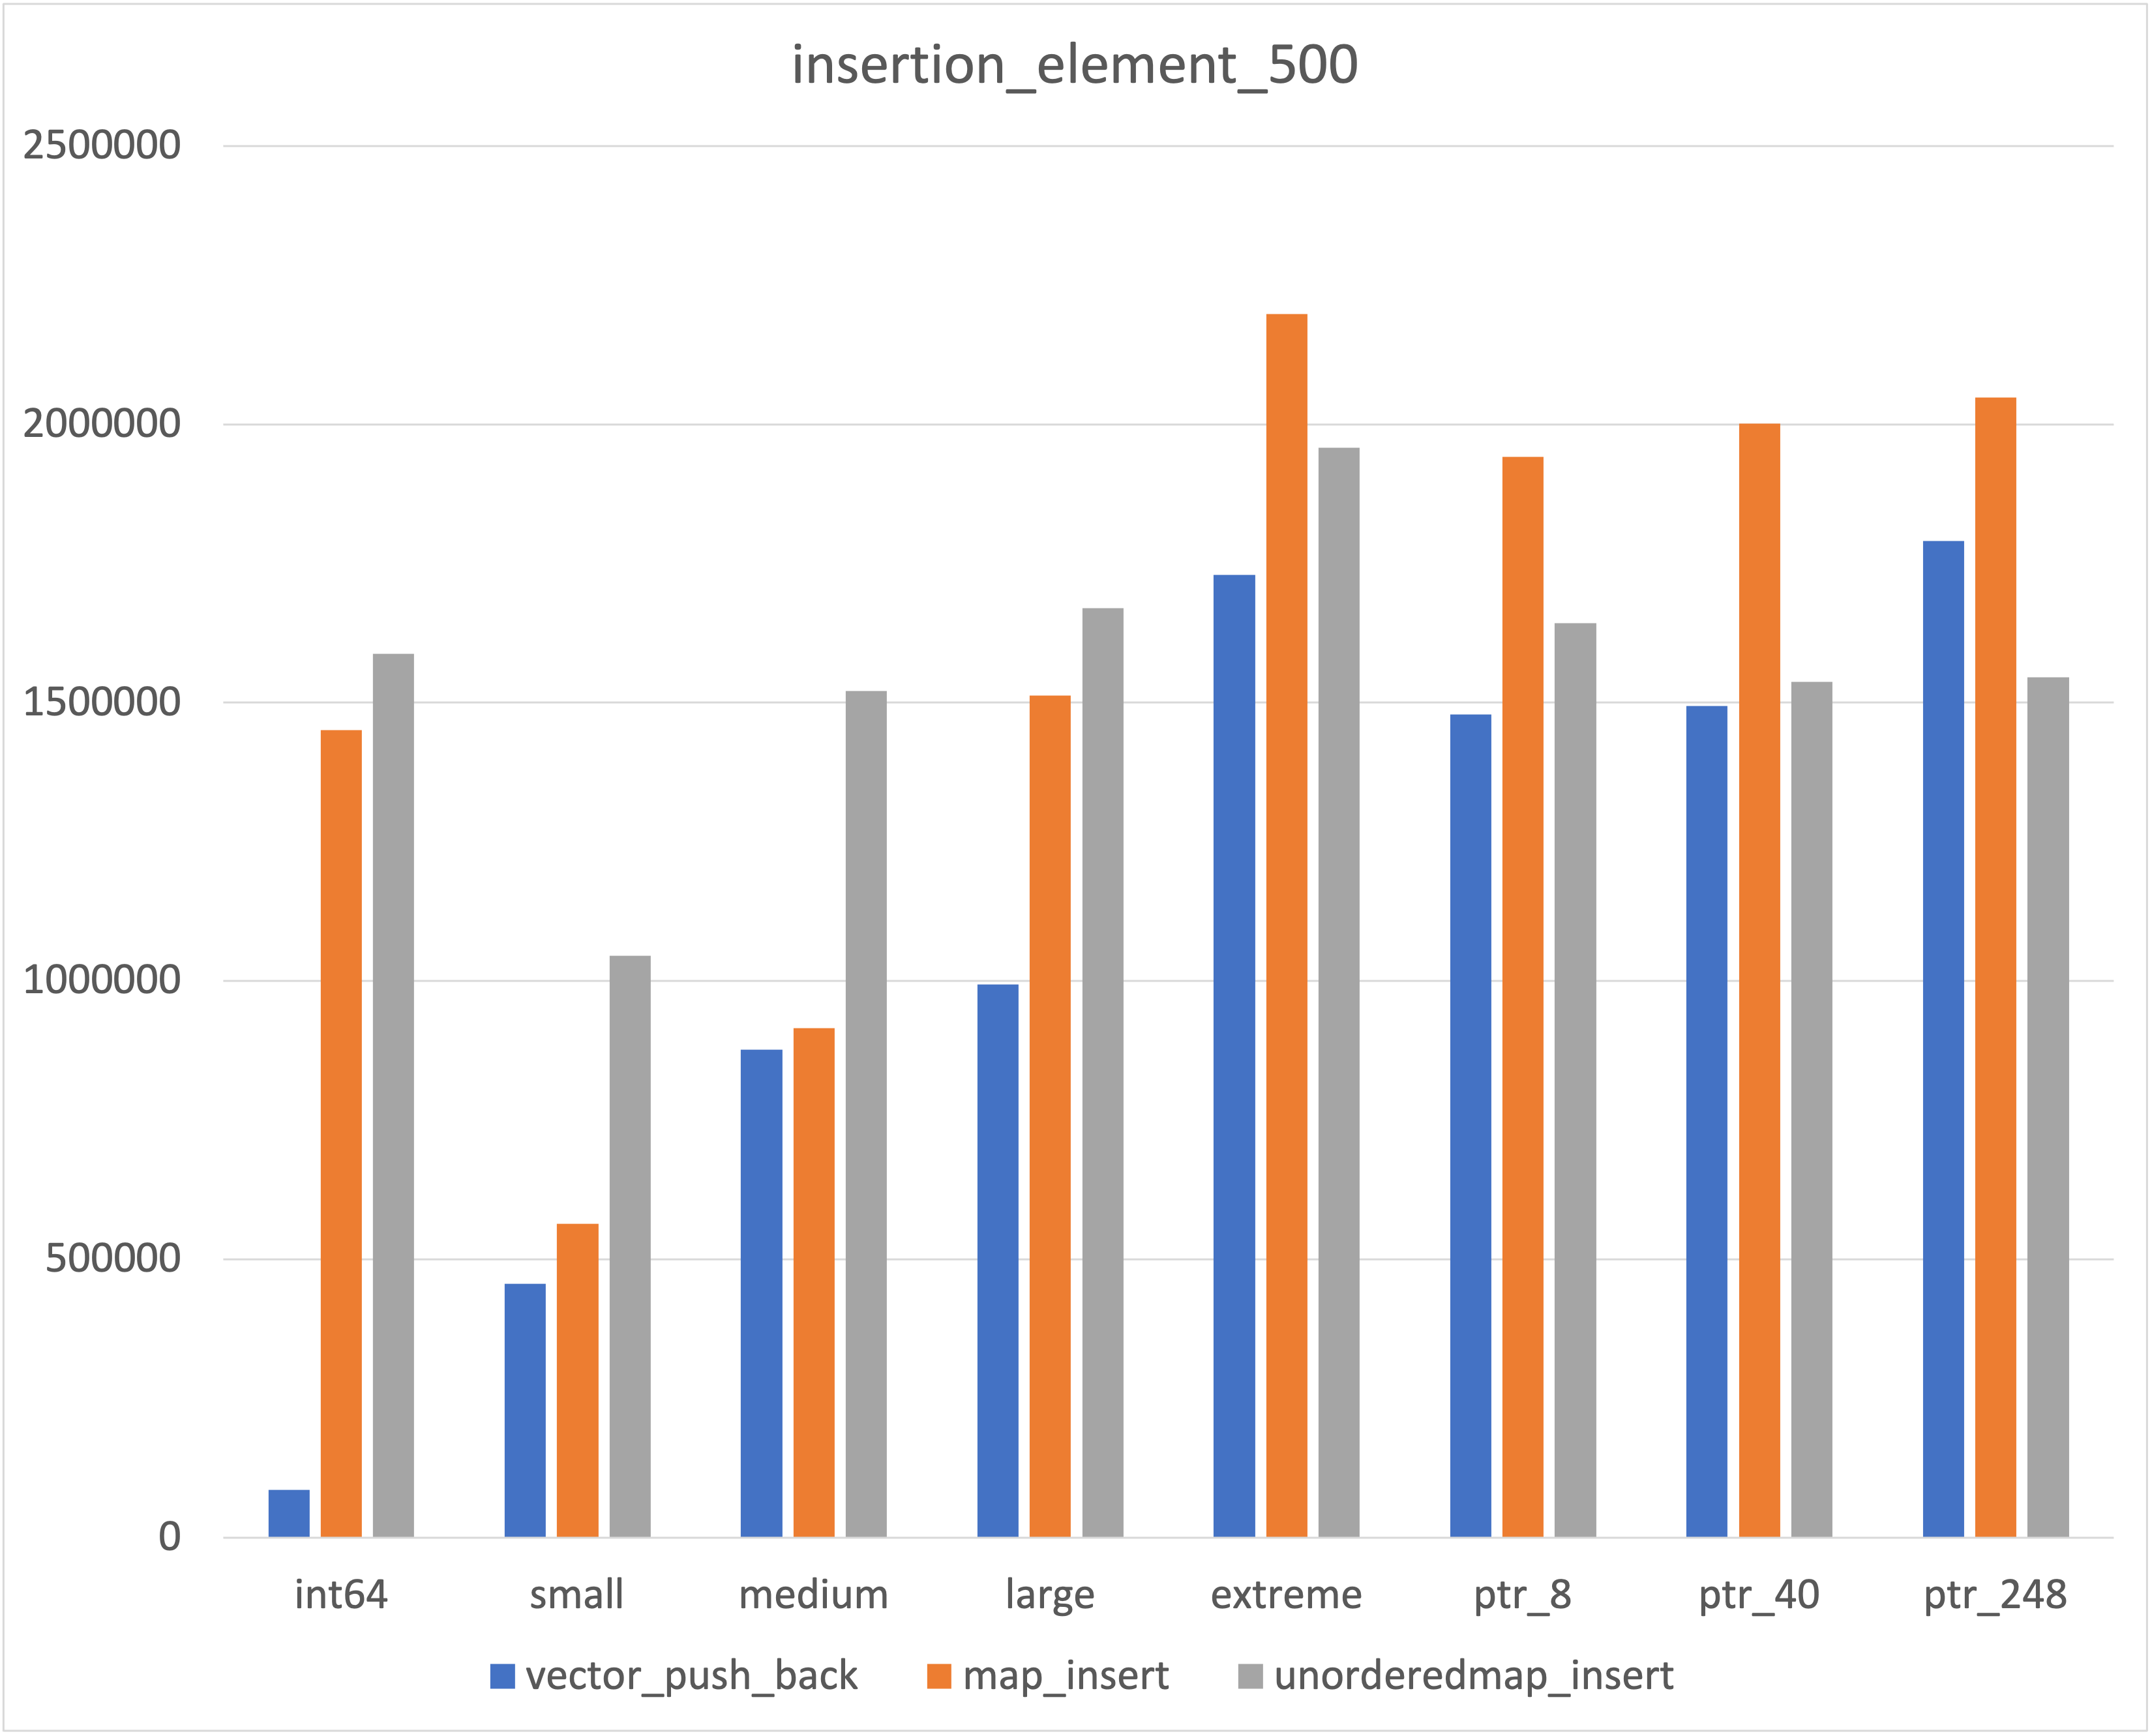 insertion_element_500
2500000
2000000
1500000
1000000
500000
0
int64 small medium large extreme ptr_8 ptr_40 ptr_248
vector_push_back map_insert unorderedmap_insert